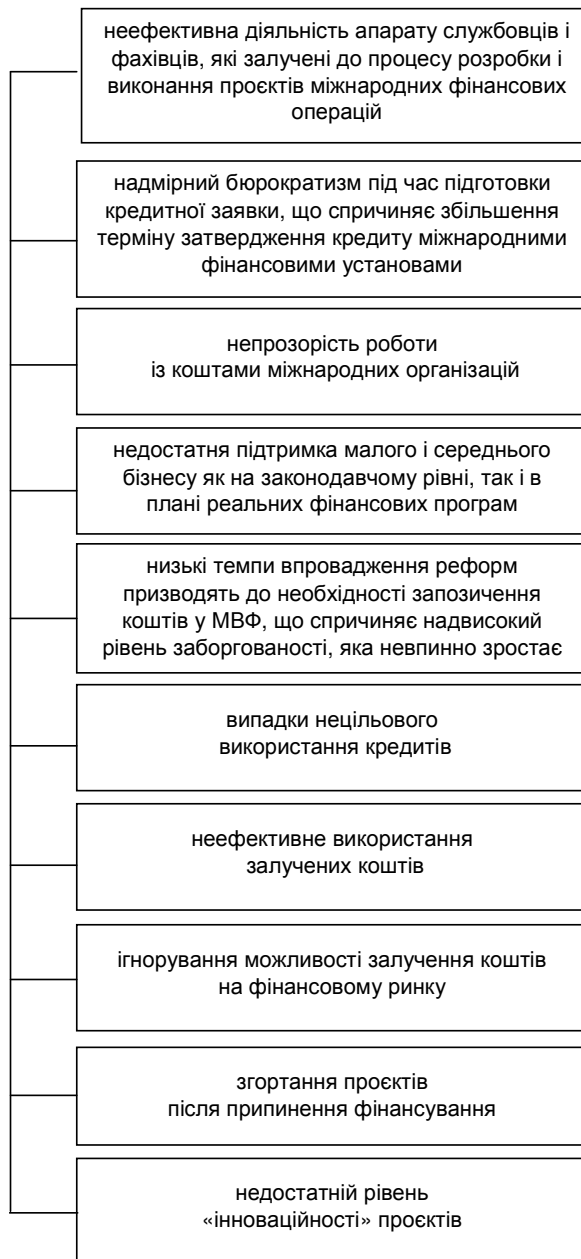 неефективна діяльність апарату службовців і
фахівців, які залучені до процесу розробки і
виконання проєктів міжнародних фінансових
операцій
надмірний бюрократизм під час підготовки
кредитної заявки, що спричиняє збільшення
терміну затвердження кредиту міжнародними
фінансовими установами
непрозорість роботи
із коштами міжнародних організацій
недостатня підтримка малого і середнього
бізнесу як на законодавчому рівні, так і в
плані реальних фінансових програм
низькі темпи впровадження реформ
призводять до необхідності запозичення
коштів у МВФ, що спричиняє надвисокий
рівень заборгованості, яка невпинно зростає
випадки нецільового
використання кредитів
неефективне використання
залучених коштів
ігнорування можливості залучення коштів
на фінансовому ринку
згортання проєктів
після припинення фінансування
недостатній рівень
«інноваційності» проєктів